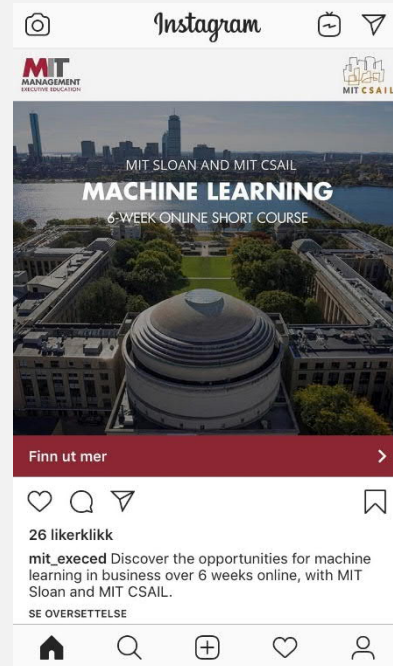 Instagram
MIT
MANAGEMENT
EXECUTIVE EDUCATION
MIT CSAIL
MIT SLOAN AND MIT CSAIL
MACHINE LEARNING
6-WEEK ONLINE SHORT COURSE
Finn ut mer
26 likerklikk
mit_execed Discover the opportunities for machine
learning in business over 6 weeks online, with MIT
Sloan and MIT CSAIL.
SE OVERSETTELSE